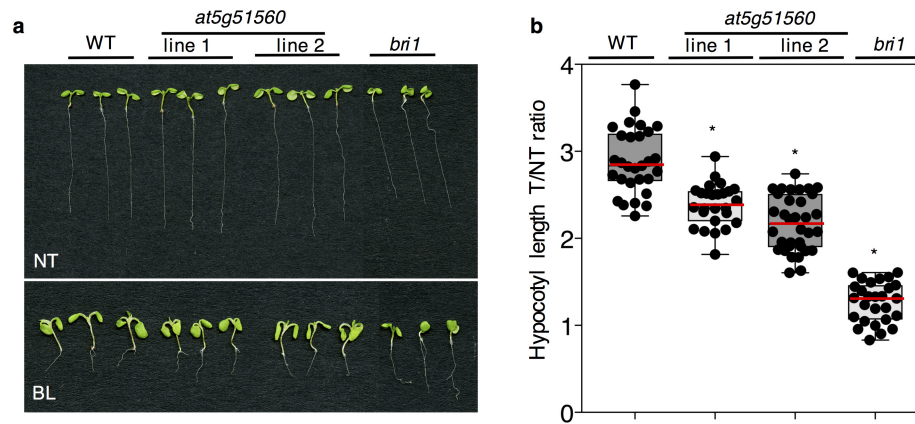 a
at5g51560
WT
line 1
line 2
bri1
NT
BL
b
at5g51560
WT
line 1
line 2
bri1
Hypocotyl length T/NT ratio
4
3
2
1
0
*
*
*